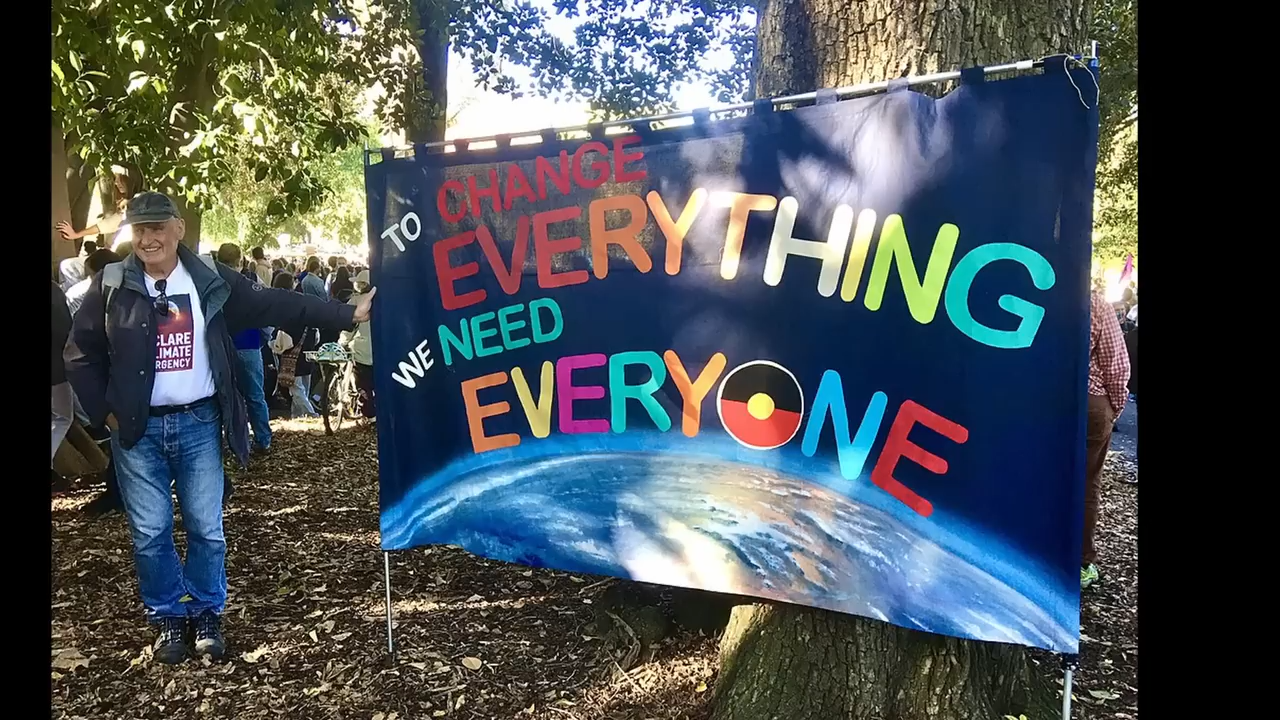 TO CHANGE
EVERYTHING
WE NEED
EVERYONE
CLARE
LIMATE
RGENCY